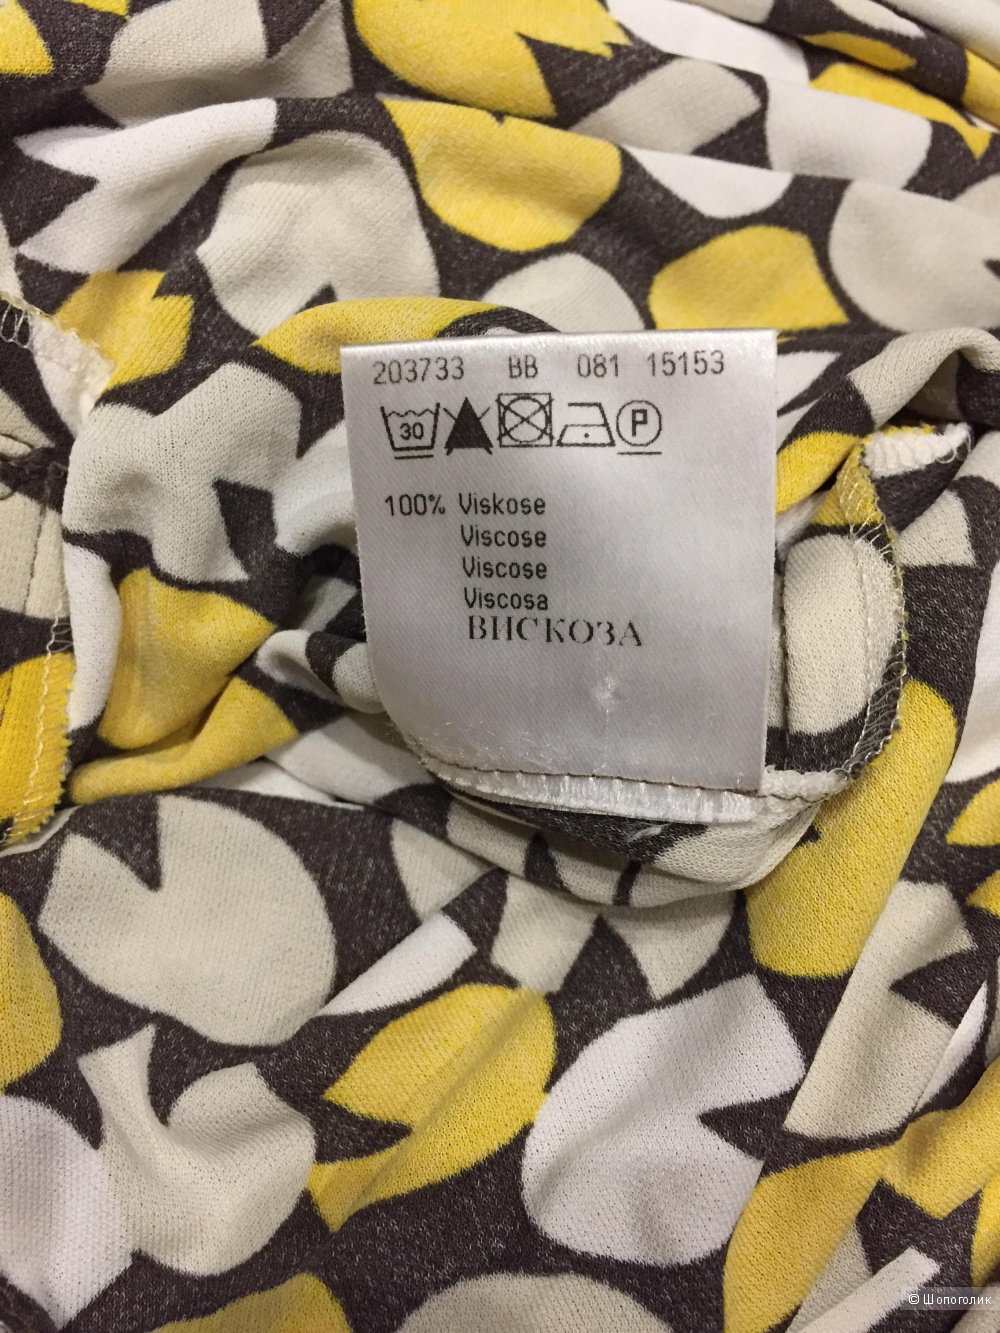 203733 BB 081 15153
30 P
100% Viskose
Viscose
Viscose
Viscosa
ВИСКОЗА
© Шопоголик